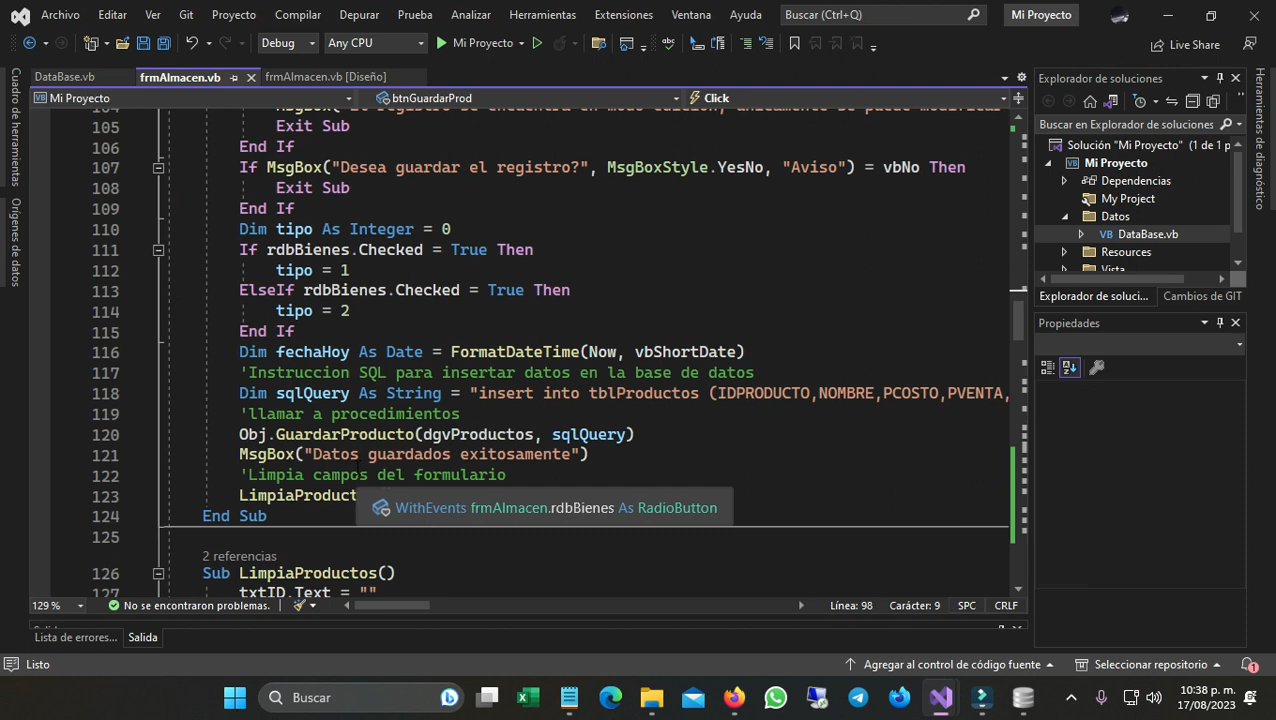 Archivo Editar Ver Git Proyecto Compilar Depurar Prueba Analizar Herramientas Extensiones Ventana Ayuda Buscar (Ctrl+Q) Mi Proyecto
Debug Any CPU Mi Proyecto Live Share
Cuadro de herramientas
Orígenes de datos
DataBase.vb frmAlmacen.vb frmAlmacen.vb [Diseño]
Mi Proyecto btnGuardarProd Click
105 Exit Sub
106 End If
107 If MsgBox("Desea guardar el registro?", MsgBoxStyle.YesNo, "Aviso") = vbNo Then
108 Exit Sub
109 End If
110 Dim tipo As Integer = 0
111 If rdbBienes.Checked = True Then
112 tipo = 1
113 ElseIf rdbBienes.Checked = True Then
114 tipo = 2
115 End If
116 Dim fechaHoy As Date = FormatDateTime(Now, vbShortDate)
117 'Instruccion SQL para insertar datos en la base de datos
118 Dim sqlQuery As String = "insert into tblProductos (IDPRODUCTO,NOMBRE,PCOSTO,PVENTA,
119 'llamar a procedimientos
120 Obj.GuardarProducto(dgvProductos, sqlQuery)
121 MsgBox("Datos guardados exitosamente")
122 'Limpia campos del formulario
123 LimpiaProduct
WithEvents frmAlmacen.rdbBienes As RadioButton
124 End Sub
125
2 referencias
126 Sub LimpiaProductos()
127 txtID.Text = ""
129 % No se encontraron problemas. Línea: 98 Carácter: 9 SPC CRLF
Salida
Lista de errores... Salida
Explorador de soluciones
Buscar en Explorador de soluciones
Solución "Mi Proyecto" (1 de 1 p
Mi Proyecto
Dependencias
My Project
Datos
VB DataBase.vb
Resources
Vista
Explorador de soluci... Cambios de GIT
Propiedades
Herramientas de diagnóstico
Listo Agregar al control de código fuente Seleccionar repositorio 1
Buscar
10:38 p. m.
17/08/2023